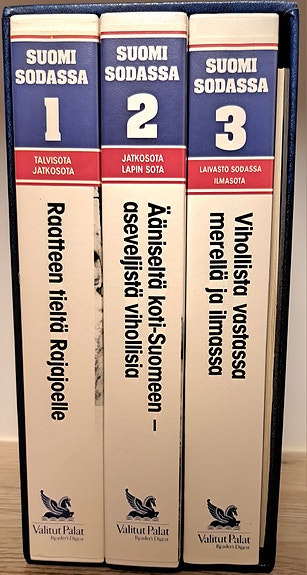 SUOMI
SODASSA
1
TALVISOTA
JATKOSOTA
Raatteen tieltä Rajajoelle
Valitut Palat
Reader's Digest
SUOMI
SODASSA
2
JATKOSOTA
LAPIN SOTA
Ääniseltä koti-Suomeen –
aseveljistä vihollisia
Valitut Palat
Reader's Digest
SUOMI
SODASSA
3
LAIVASTO SODASSA
ILMASOTA
Vihollista vastassa
merellä ja ilmassa
Valitut Palat
Reader's Digest